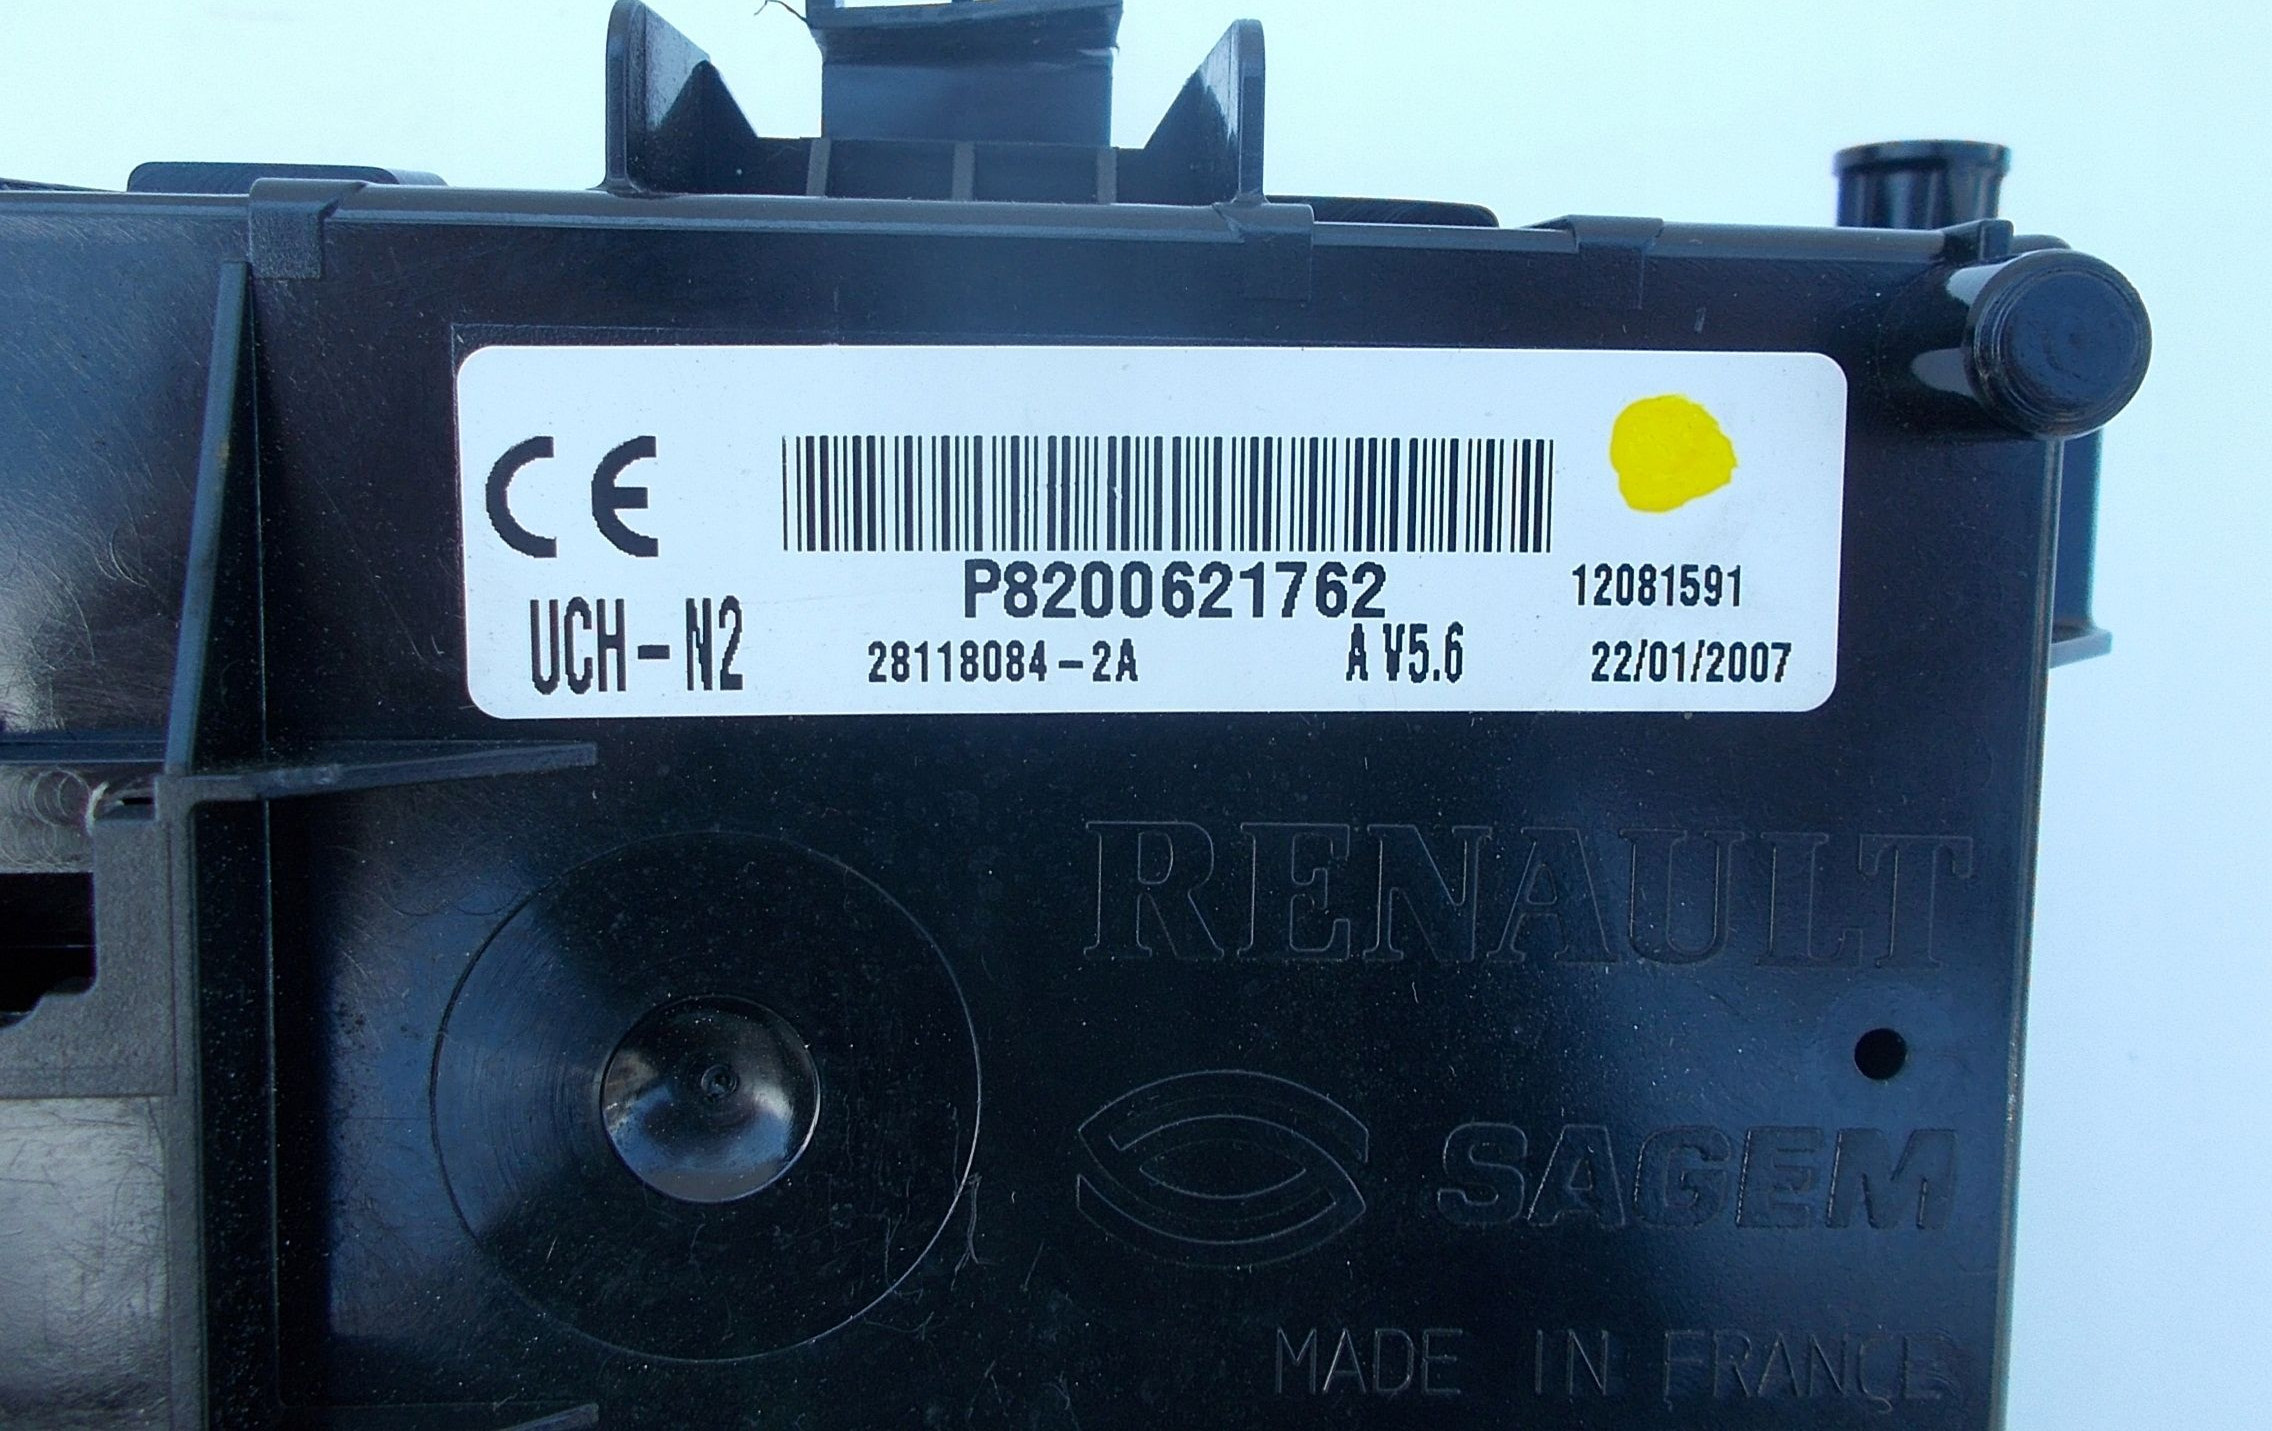 CE
P8200621762
12081591
UCH-N2
28118084-2A
A V5.6
22/01/2007
RENAULT
SAGEM
MADE IN FRANCE